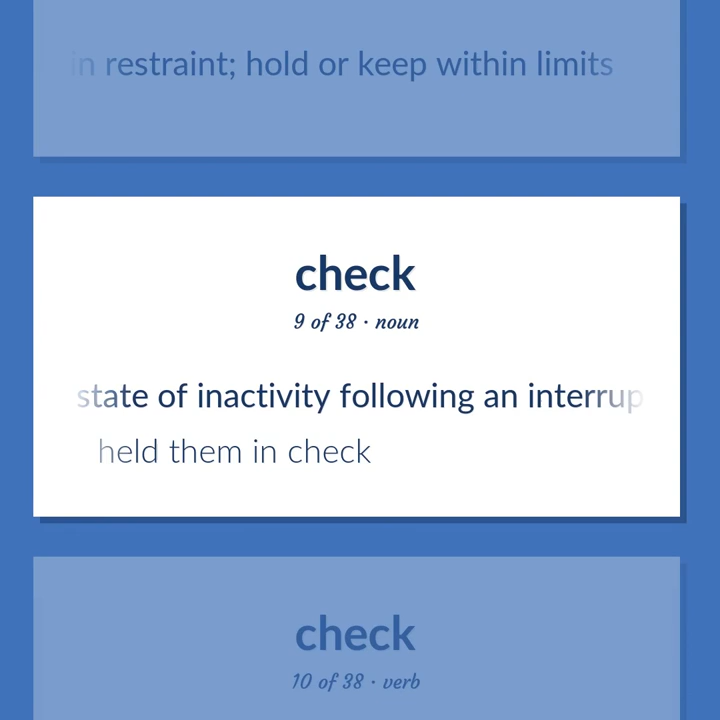 in restraint; hold or keep within limits
check
9 of 38 · noun
state of inactivity following an interrup
held them in check
check
10 of 38 · verb